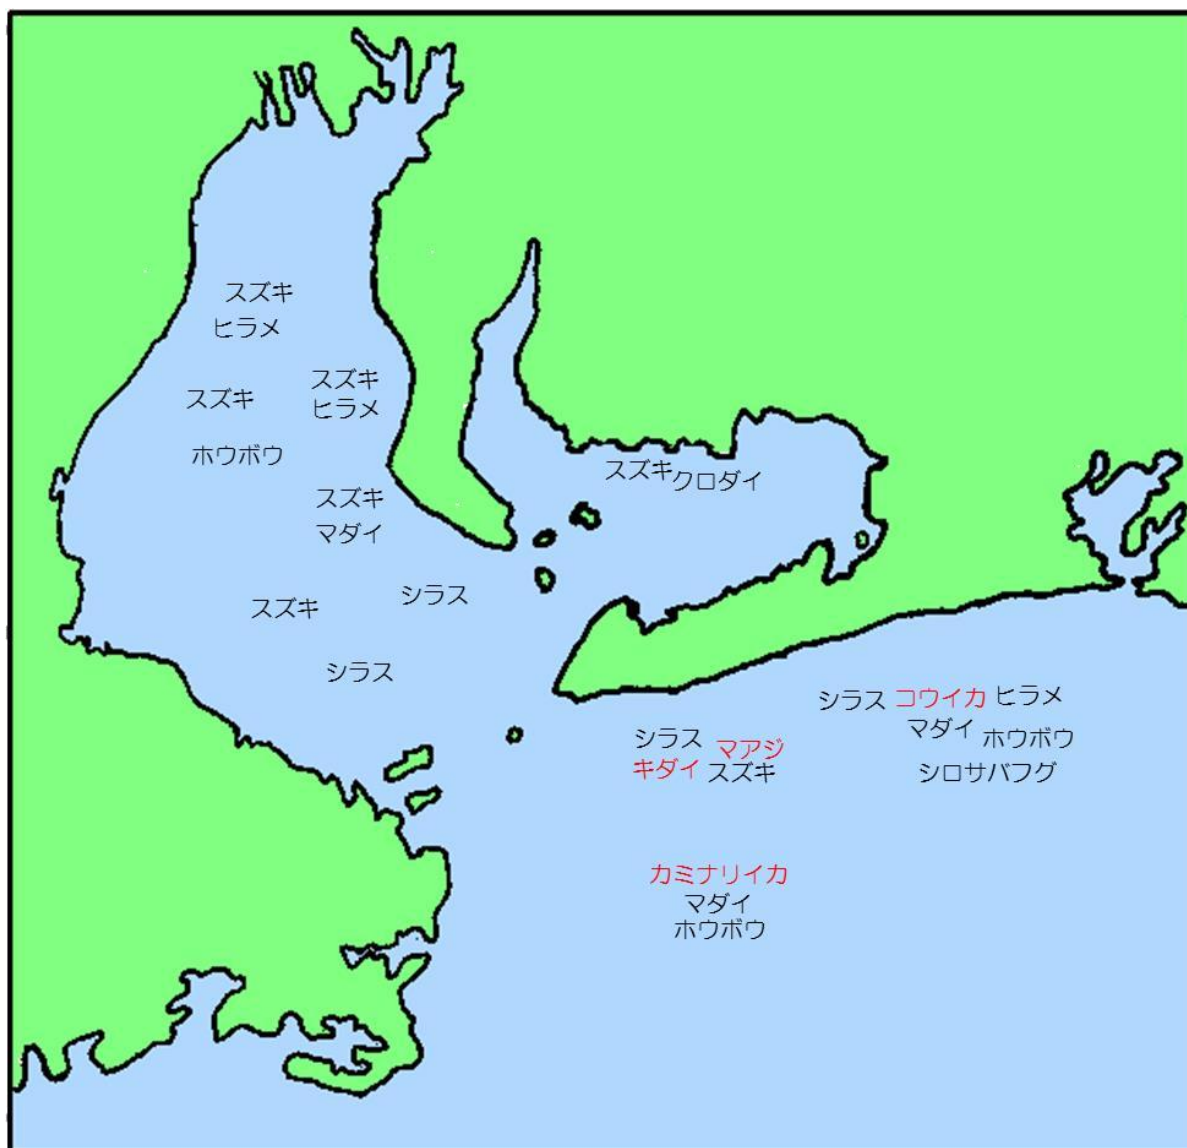 スズキ
ヒラメ
スズキ
ヒラメ
スズキ
ホウボウ
スズキ
クロダイ
スズキ
マダイ
シラス
スズキ
シラス
シラス
コウイカ
ヒラメ
マダイ
ホウボウ
シロサバフグ
シラス
マアジ
キダイ
スズキ
カミナリイカ
マダイ
ホウボウ